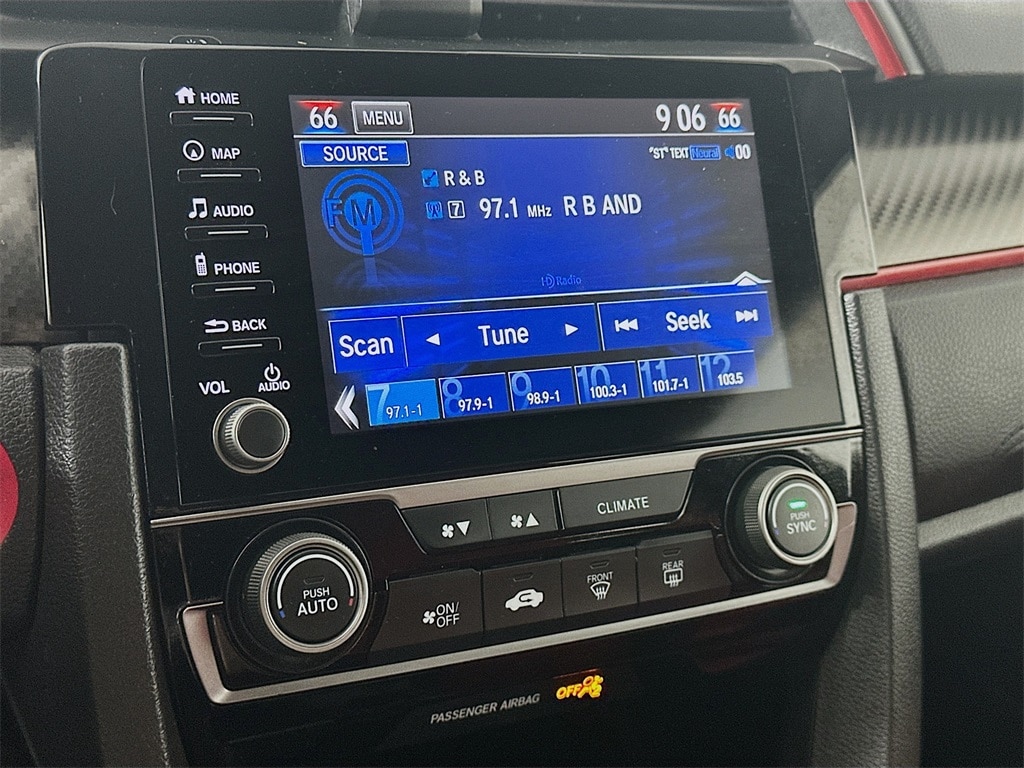 HOME
MAP
AUDIO
PHONE
BACK
VOL
AUDIO
66 MENU 9 06 66
SOURCE "ST" TEXT Neural 00
R & B
FM
7 97.1 MHz R B AND
HD Radio
Scan Tune Seek
7 97.1-1
8 97.9-1
9 98.9-1
10 100.3-1
11 101.7-1
12 103.5
CLIMATE
PUSH
SYNC
PUSH
AUTO
ON/
OFF
FRONT
REAR
PASSENGER AIRBAG OFF